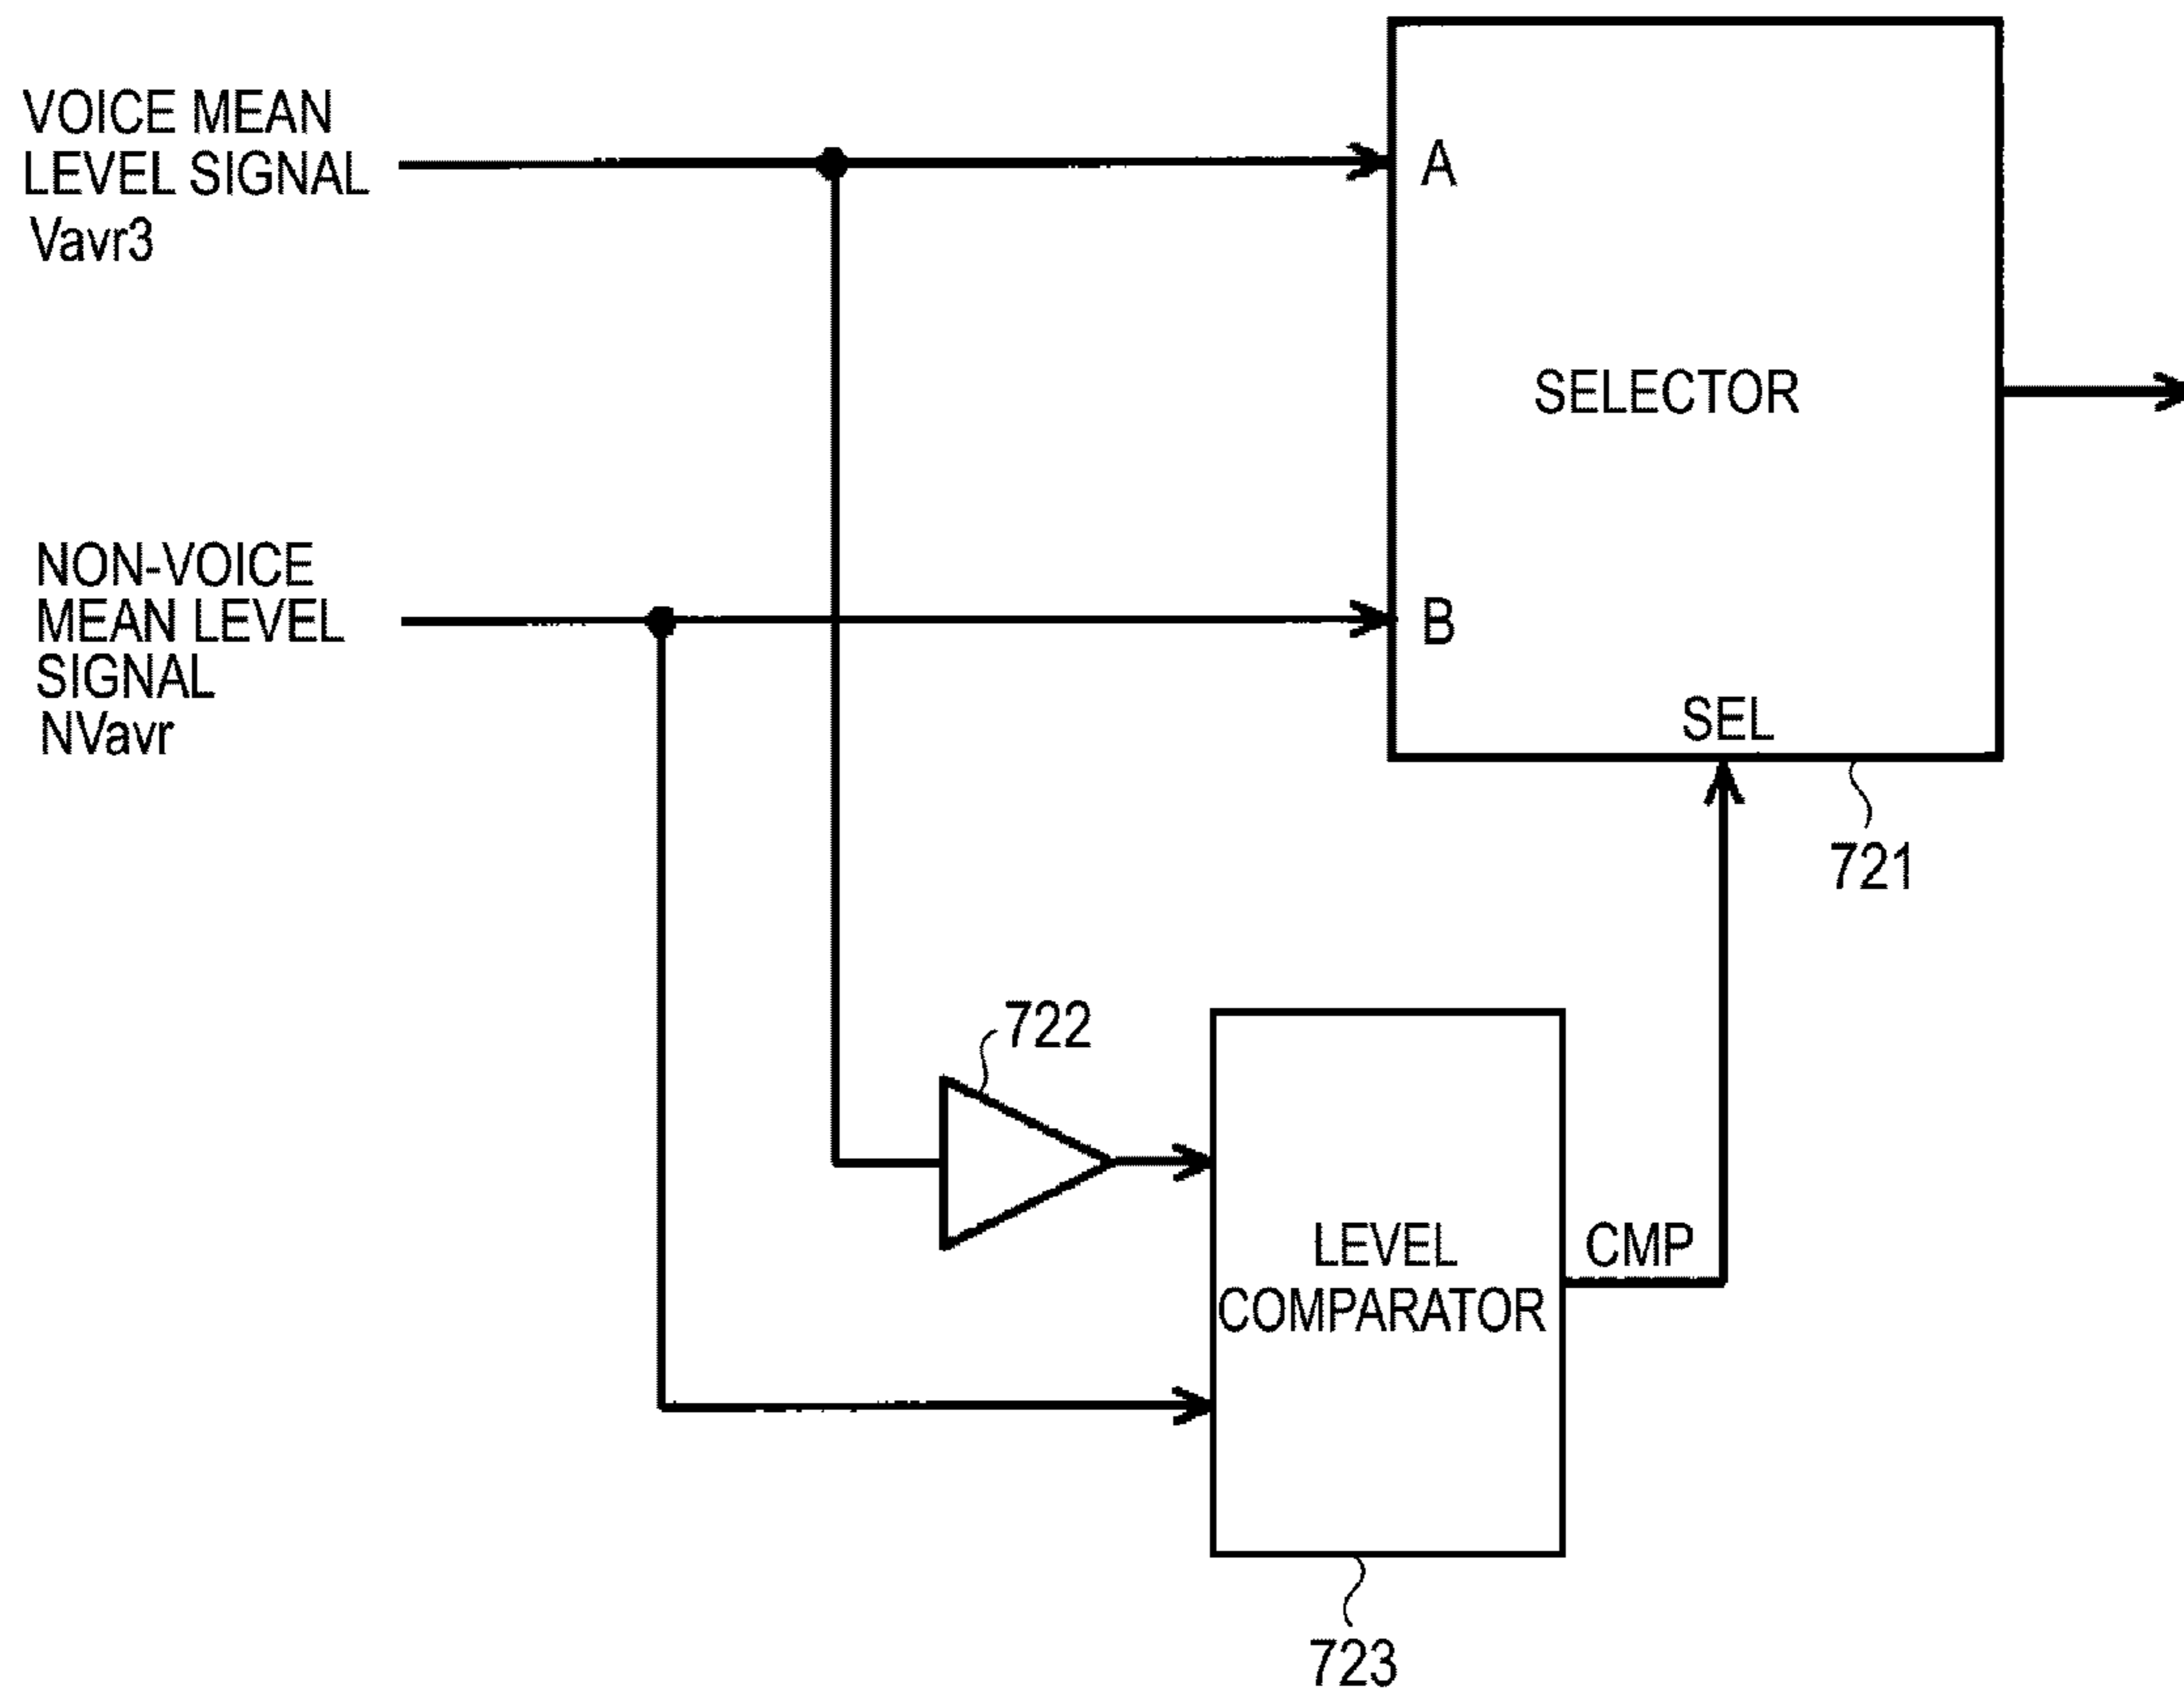 VOICE MEAN
LEVEL SIGNAL
Vavr3
A
SELECTOR
NON-VOICE
MEAN LEVEL
SIGNAL
NVavr
B
SEL
721
722
LEVEL
COMPARATOR
CMP
723